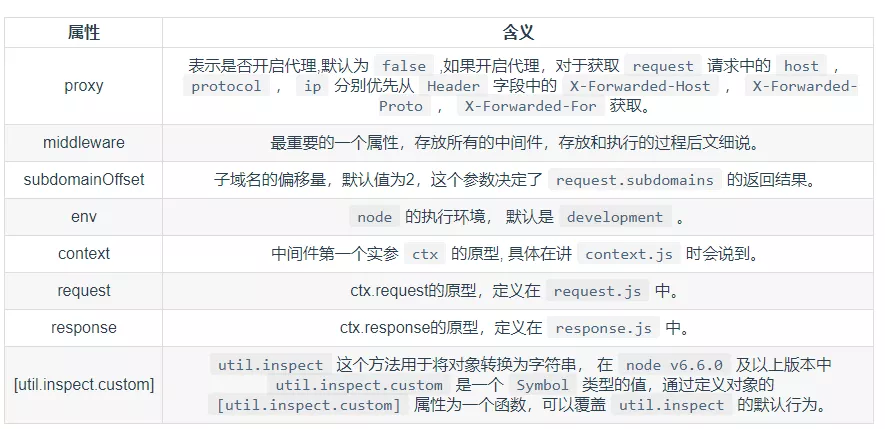 属性 含义
proxy 表示是否开启代理,默认为 false ,如果开启代理，对于获取 request 请求中的 host ，
protocol ， ip 分别优先从 Header 字段中的 X-Forwarded-Host ， X-Forwarded-
Proto ， X-Forwarded-For 获取。
middleware 最重要的一个属性，存放所有的中间件，存放和执行的过程后文细说。
subdomainOffset 子域名的偏移量，默认值为2，这个参数决定了 request.subdomains 的返回结果。
env node 的执行环境， 默认是 development 。
context 中间件第一个实参 ctx 的原型, 具体在讲 context.js 时会说到。
request ctx.request的原型，定义在 request.js 中。
response ctx.response的原型，定义在 response.js 中。
[util.inspect.custom] util.inspect 这个方法用于将对象转换为字符串， 在 node v6.6.0 及以上版本中
util.inspect.custom 是一个 Symbol 类型的值，通过定义对象的
[util.inspect.custom] 属性为一个函数，可以覆盖 util.inspect 的默认行为。